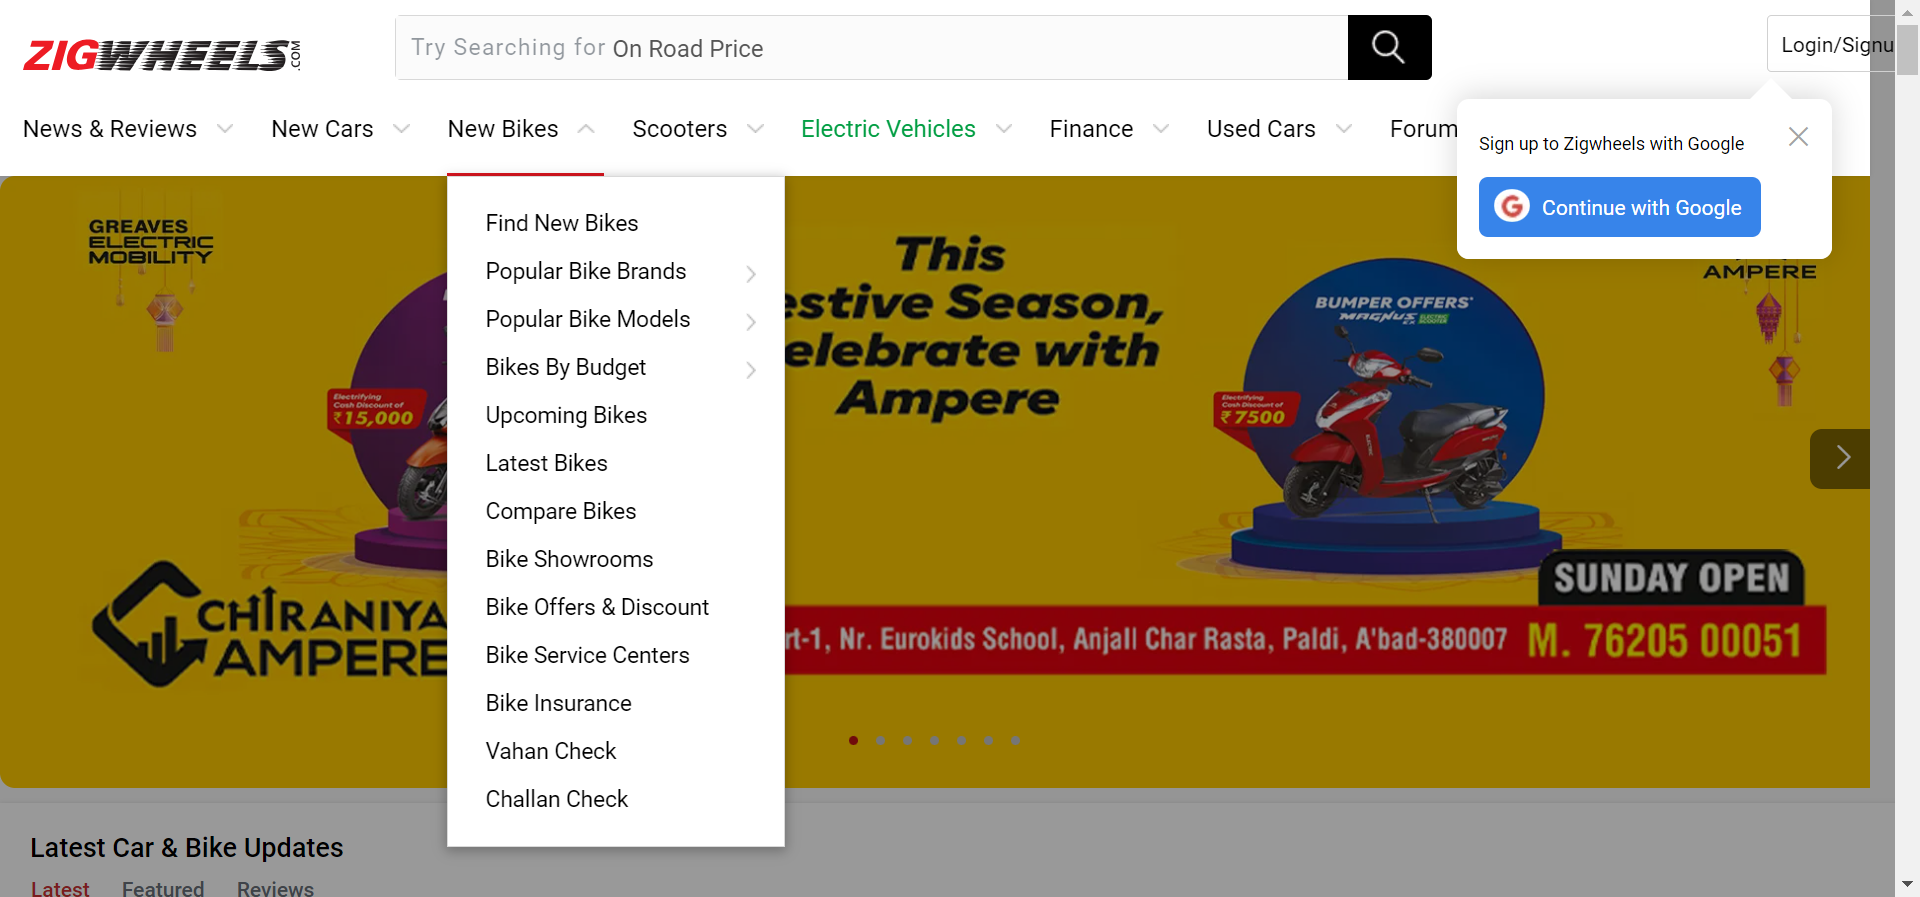 ZIGWHEELS.COM
Try Searching for On Road Price
Login/Signu
News & Reviews
New Cars
New Bikes
Scooters
Electric Vehicles
Finance
Used Cars
Forum
Sign up to Zigwheels with Google
Continue with Google
Find New Bikes
Popular Bike Brands
Popular Bike Models
Bikes By Budget
Upcoming Bikes
Latest Bikes
Compare Bikes
Bike Showrooms
Bike Offers & Discount
Bike Service Centers
Bike Insurance
Vahan Check
Challan Check
GREAVES
ELECTRIC
MOBILITY
Electrifying
Cash Discount of
₹15,000
This
estive Season,
elebrate with
Ampere
BUMPER OFFERS*
MAGNUS EX ELECTRIC SCOOTER
Electrifying
Cash Discount of
₹7500
AMPERE
CHIRANIYA
AMPERE
SUNDAY OPEN
rt-1, Nr. Eurokids School, Anjall Char Rasta, Paldi, A'bad-380007 M. 76205 00051
Latest Car & Bike Updates
Latest
Featured
Reviews